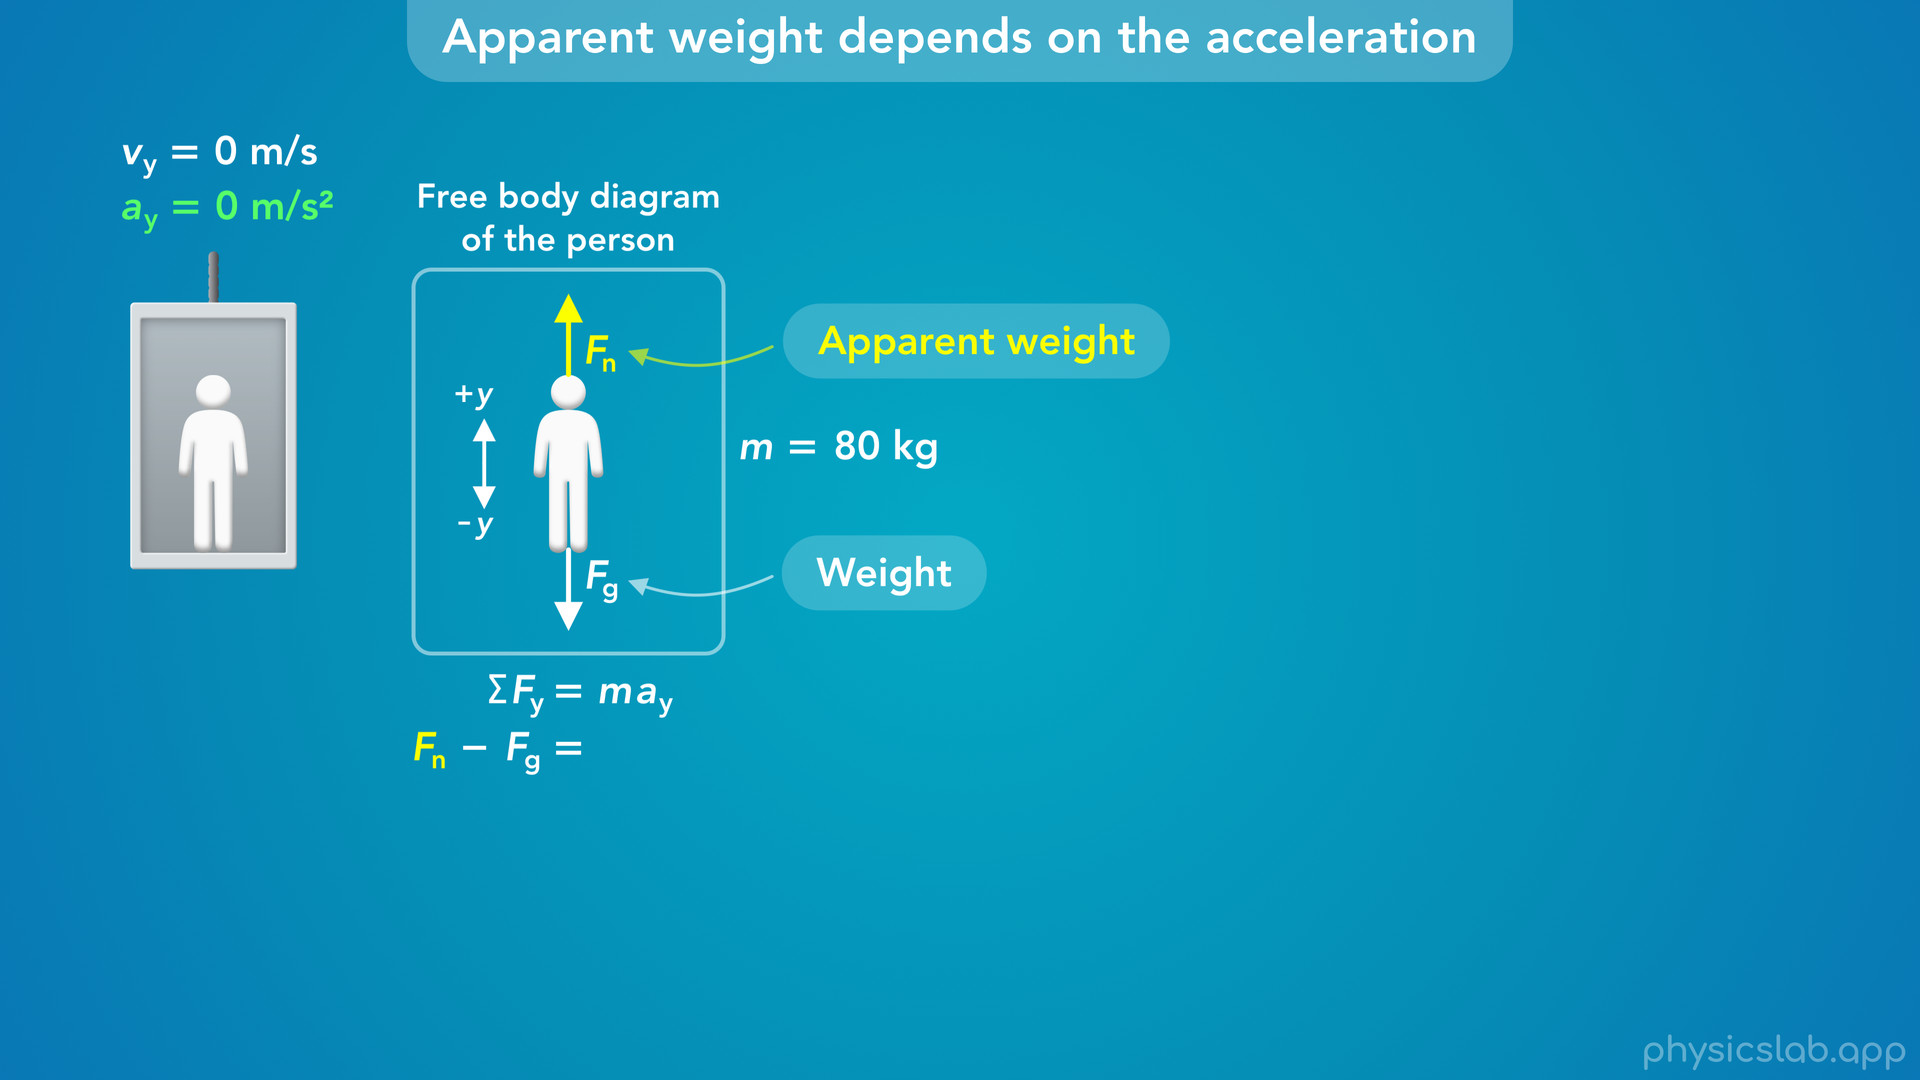 Apparent weight depends on the acceleration
vy = 0 m/s
ay = 0 m/s²
Free body diagram
of the person
Fn
Apparent weight
+y
m = 80 kg
−y
Fg
Weight
ΣFy = may
Fn − Fg =
physicslab.app